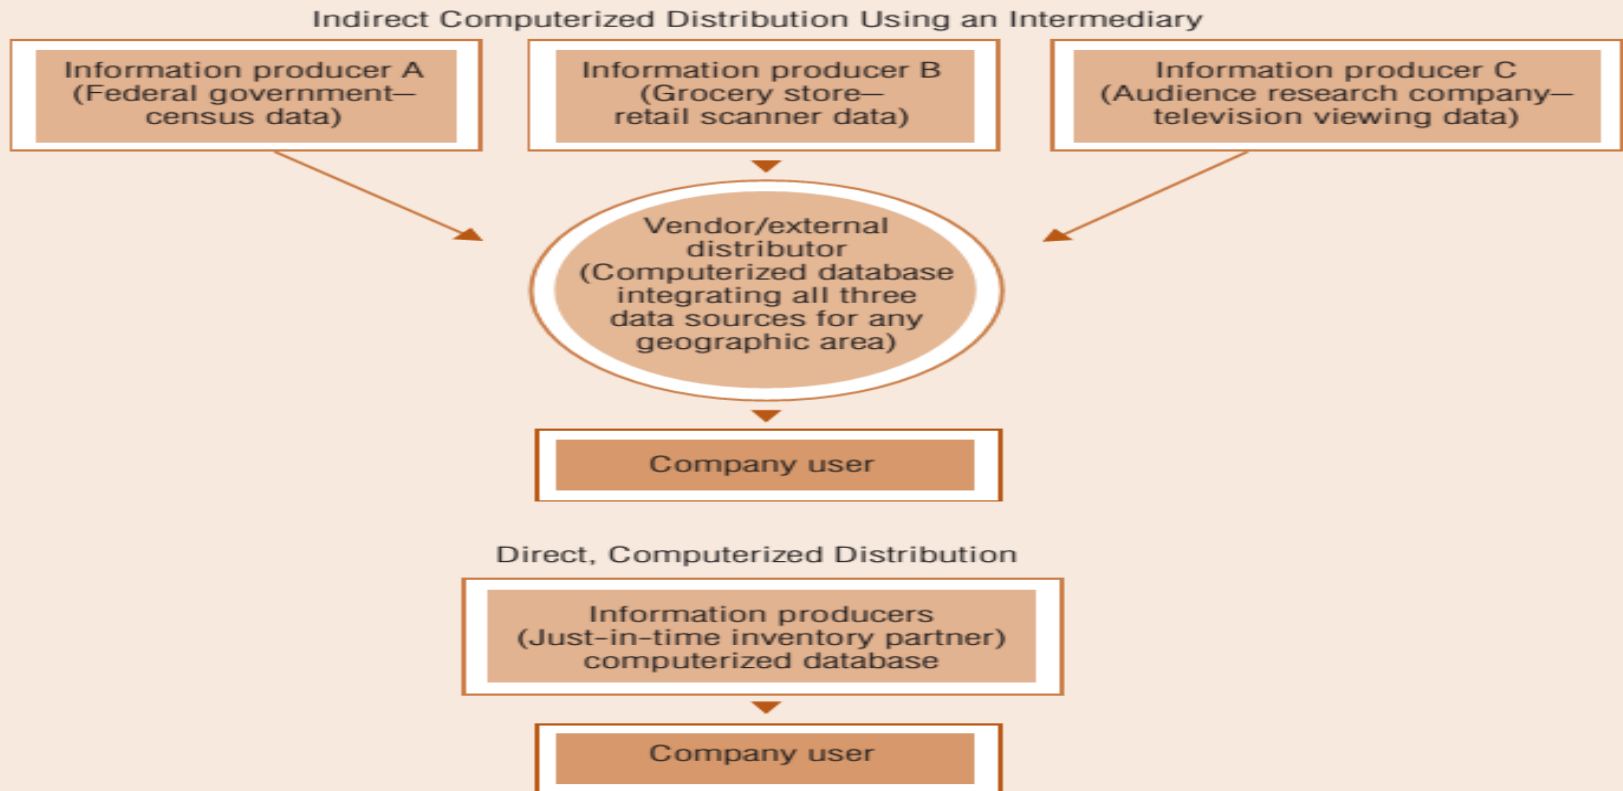 Indirect Computerized Distribution Using an Intermediary
Information producer A
(Federal government—
census data)
Information producer B
(Grocery store—
retail scanner data)
Information producer C
(Audience research company—
television viewing data)
Vendor/external
distributor
(Computerized database
integrating all three
data sources for any
geographic area)
Company user
Direct, Computerized Distribution
Information producers
(Just-in-time inventory partner)
computerized database
Company user